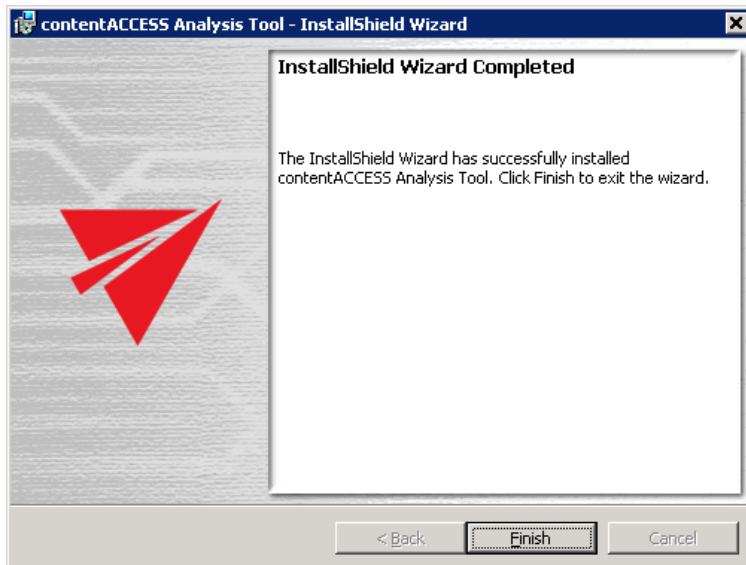 contentACCESS Analysis Tool - InstallShield Wizard
InstallShield Wizard Completed
The InstallShield Wizard has successfully installed
contentACCESS Analysis Tool. Click Finish to exit the wizard.
< Back
Finish
Cancel